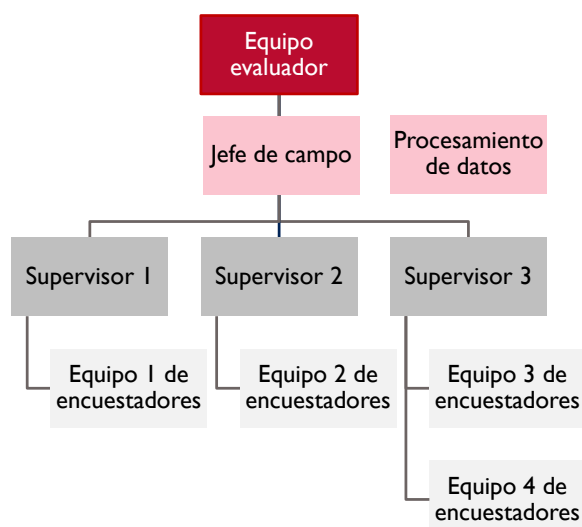 Equipo
evaluador
Jefe de campo
Procesamiento
de datos
Supervisor 1
Supervisor 2
Supervisor 3
Equipo 1 de
encuestadores
Equipo 2 de
encuestadores
Equipo 3 de
encuestadores
Equipo 4 de
encuestadores